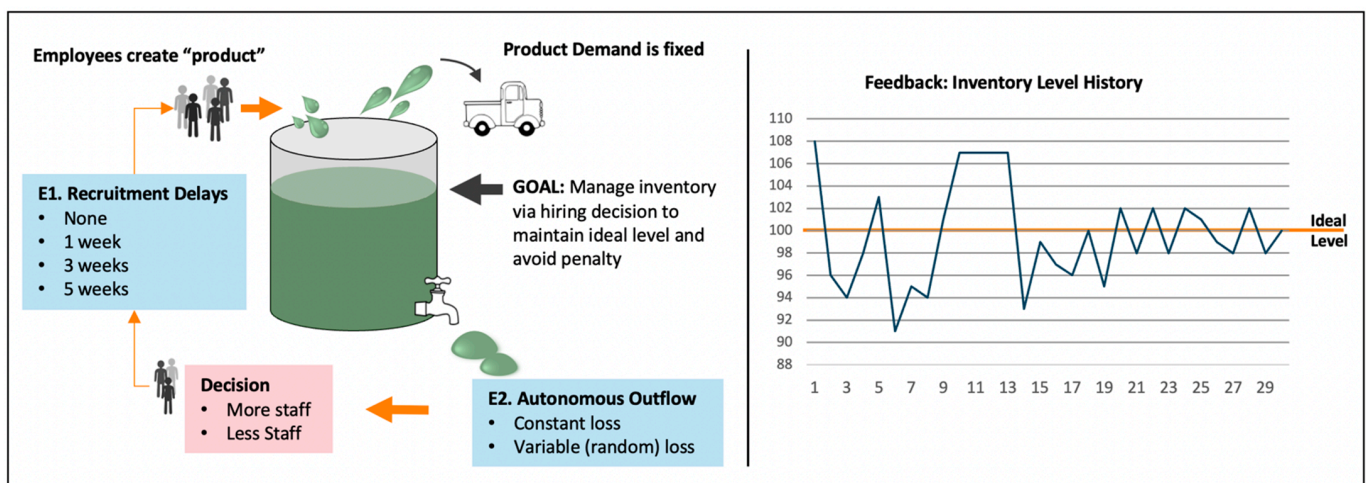 Employees create “product”
Product Demand is fixed
E1. Recruitment Delays
• None
• 1 week
• 3 weeks
• 5 weeks
GOAL: Manage inventory
via hiring decision to
maintain ideal level and
avoid penalty
Decision
• More staff
• Less Staff
E2. Autonomous Outflow
• Constant loss
• Variable (random) loss
Feedback: Inventory Level History
110
108
106
104
102
100
98
96
94
92
90
88
1 3 5 7 9 11 13 15 17 19 21 23 25 27 29
Ideal
Level